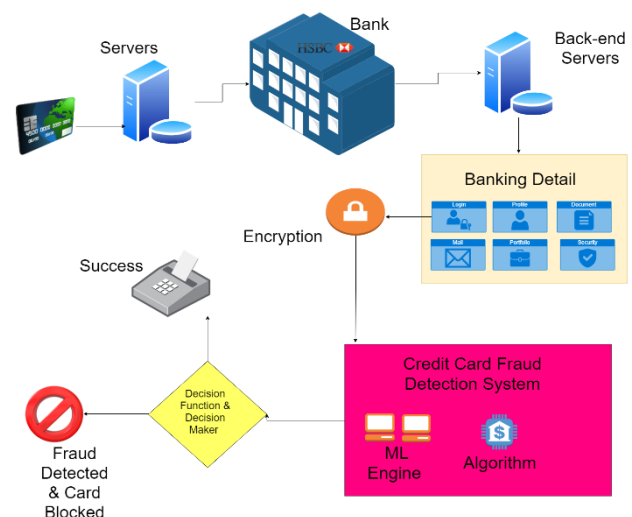 Servers
Bank
HSBC
Back-end
Servers
Banking Detail
Login
Profile
Document
Mail
Portfolio
Security
Encryption
Success
Credit Card Fraud
Detection System
ML
Engine
Algorithm
Decision
Function &
Decision
Maker
Fraud
Detected
& Card
Blocked